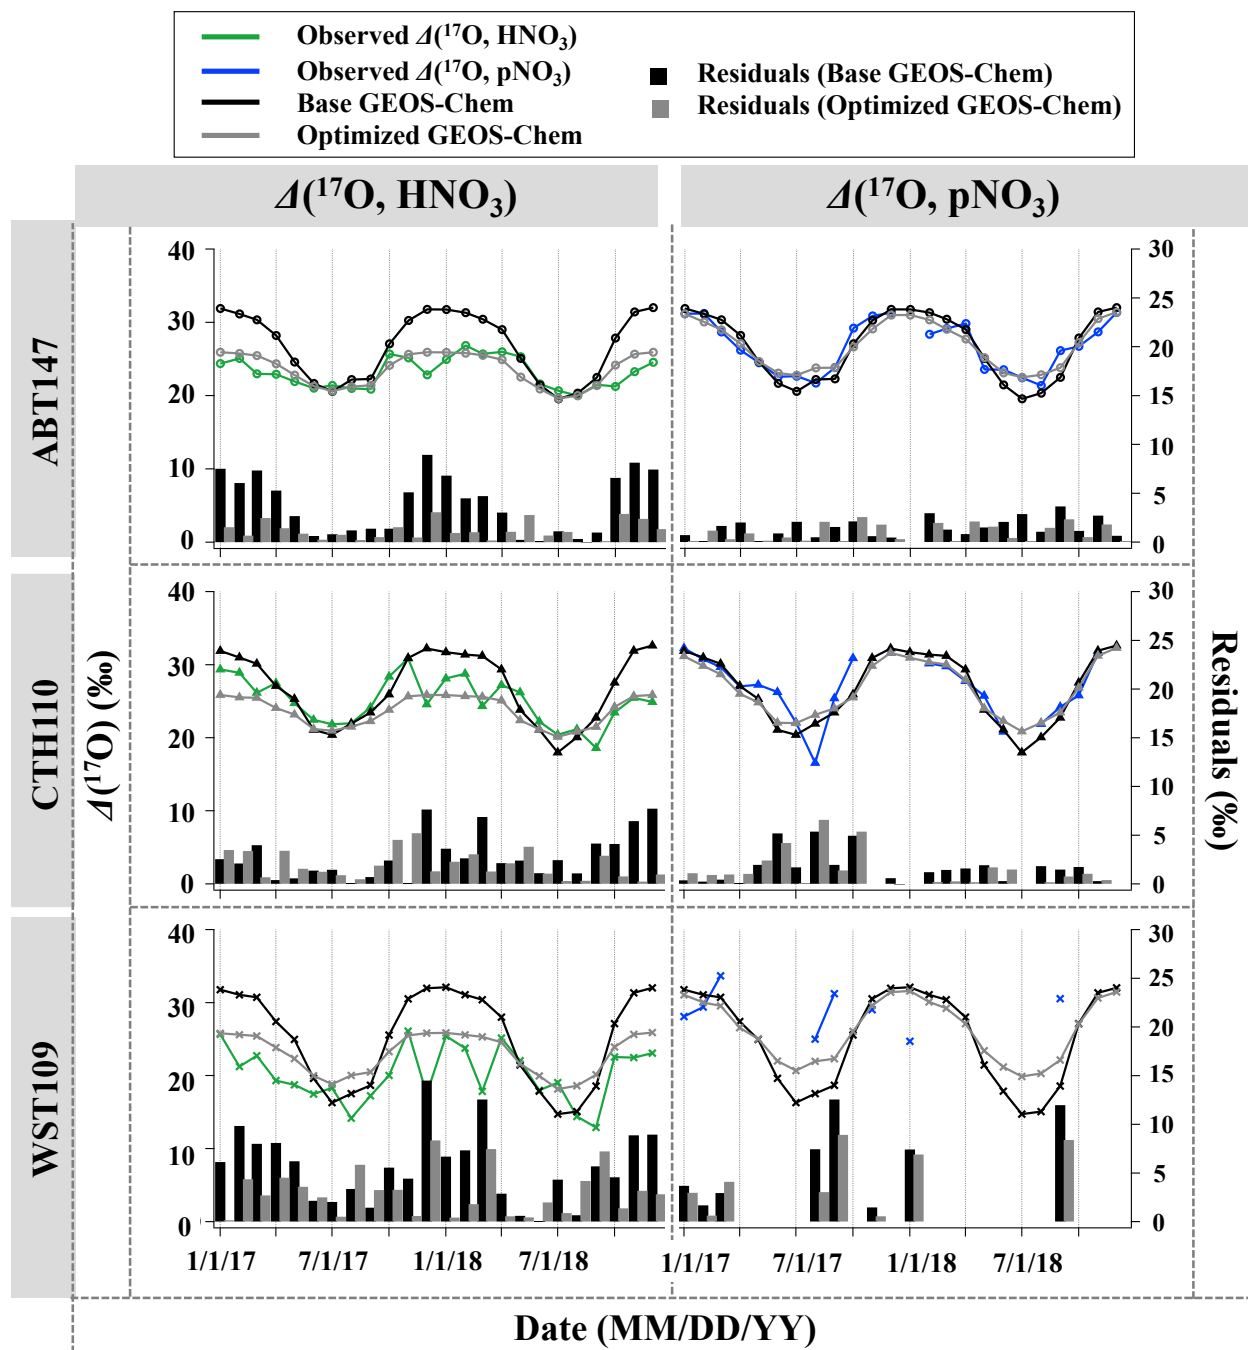 Observed Δ(¹⁷O, HNO₃)
Observed Δ(¹⁷O, pNO₃)
Base GEOS-Chem
Optimized GEOS-Chem
Residuals (Base GEOS-Chem)
Residuals (Optimized GEOS-Chem)
Δ(¹⁷O, HNO₃)
Δ(¹⁷O, pNO₃)
ABT147
40
30
20
10
0
30
25
20
15
10
5
0
CTH110
40
30
20
10
0
30
25
20
15
10
5
0
WST109
40
30
20
10
0
30
25
20
15
10
5
0
Δ(¹⁷O) (‰)
Residuals (‰)
1/1/17 7/1/17 1/1/18 7/1/18
1/1/17 7/1/17 1/1/18 7/1/18
Date (MM/DD/YY)